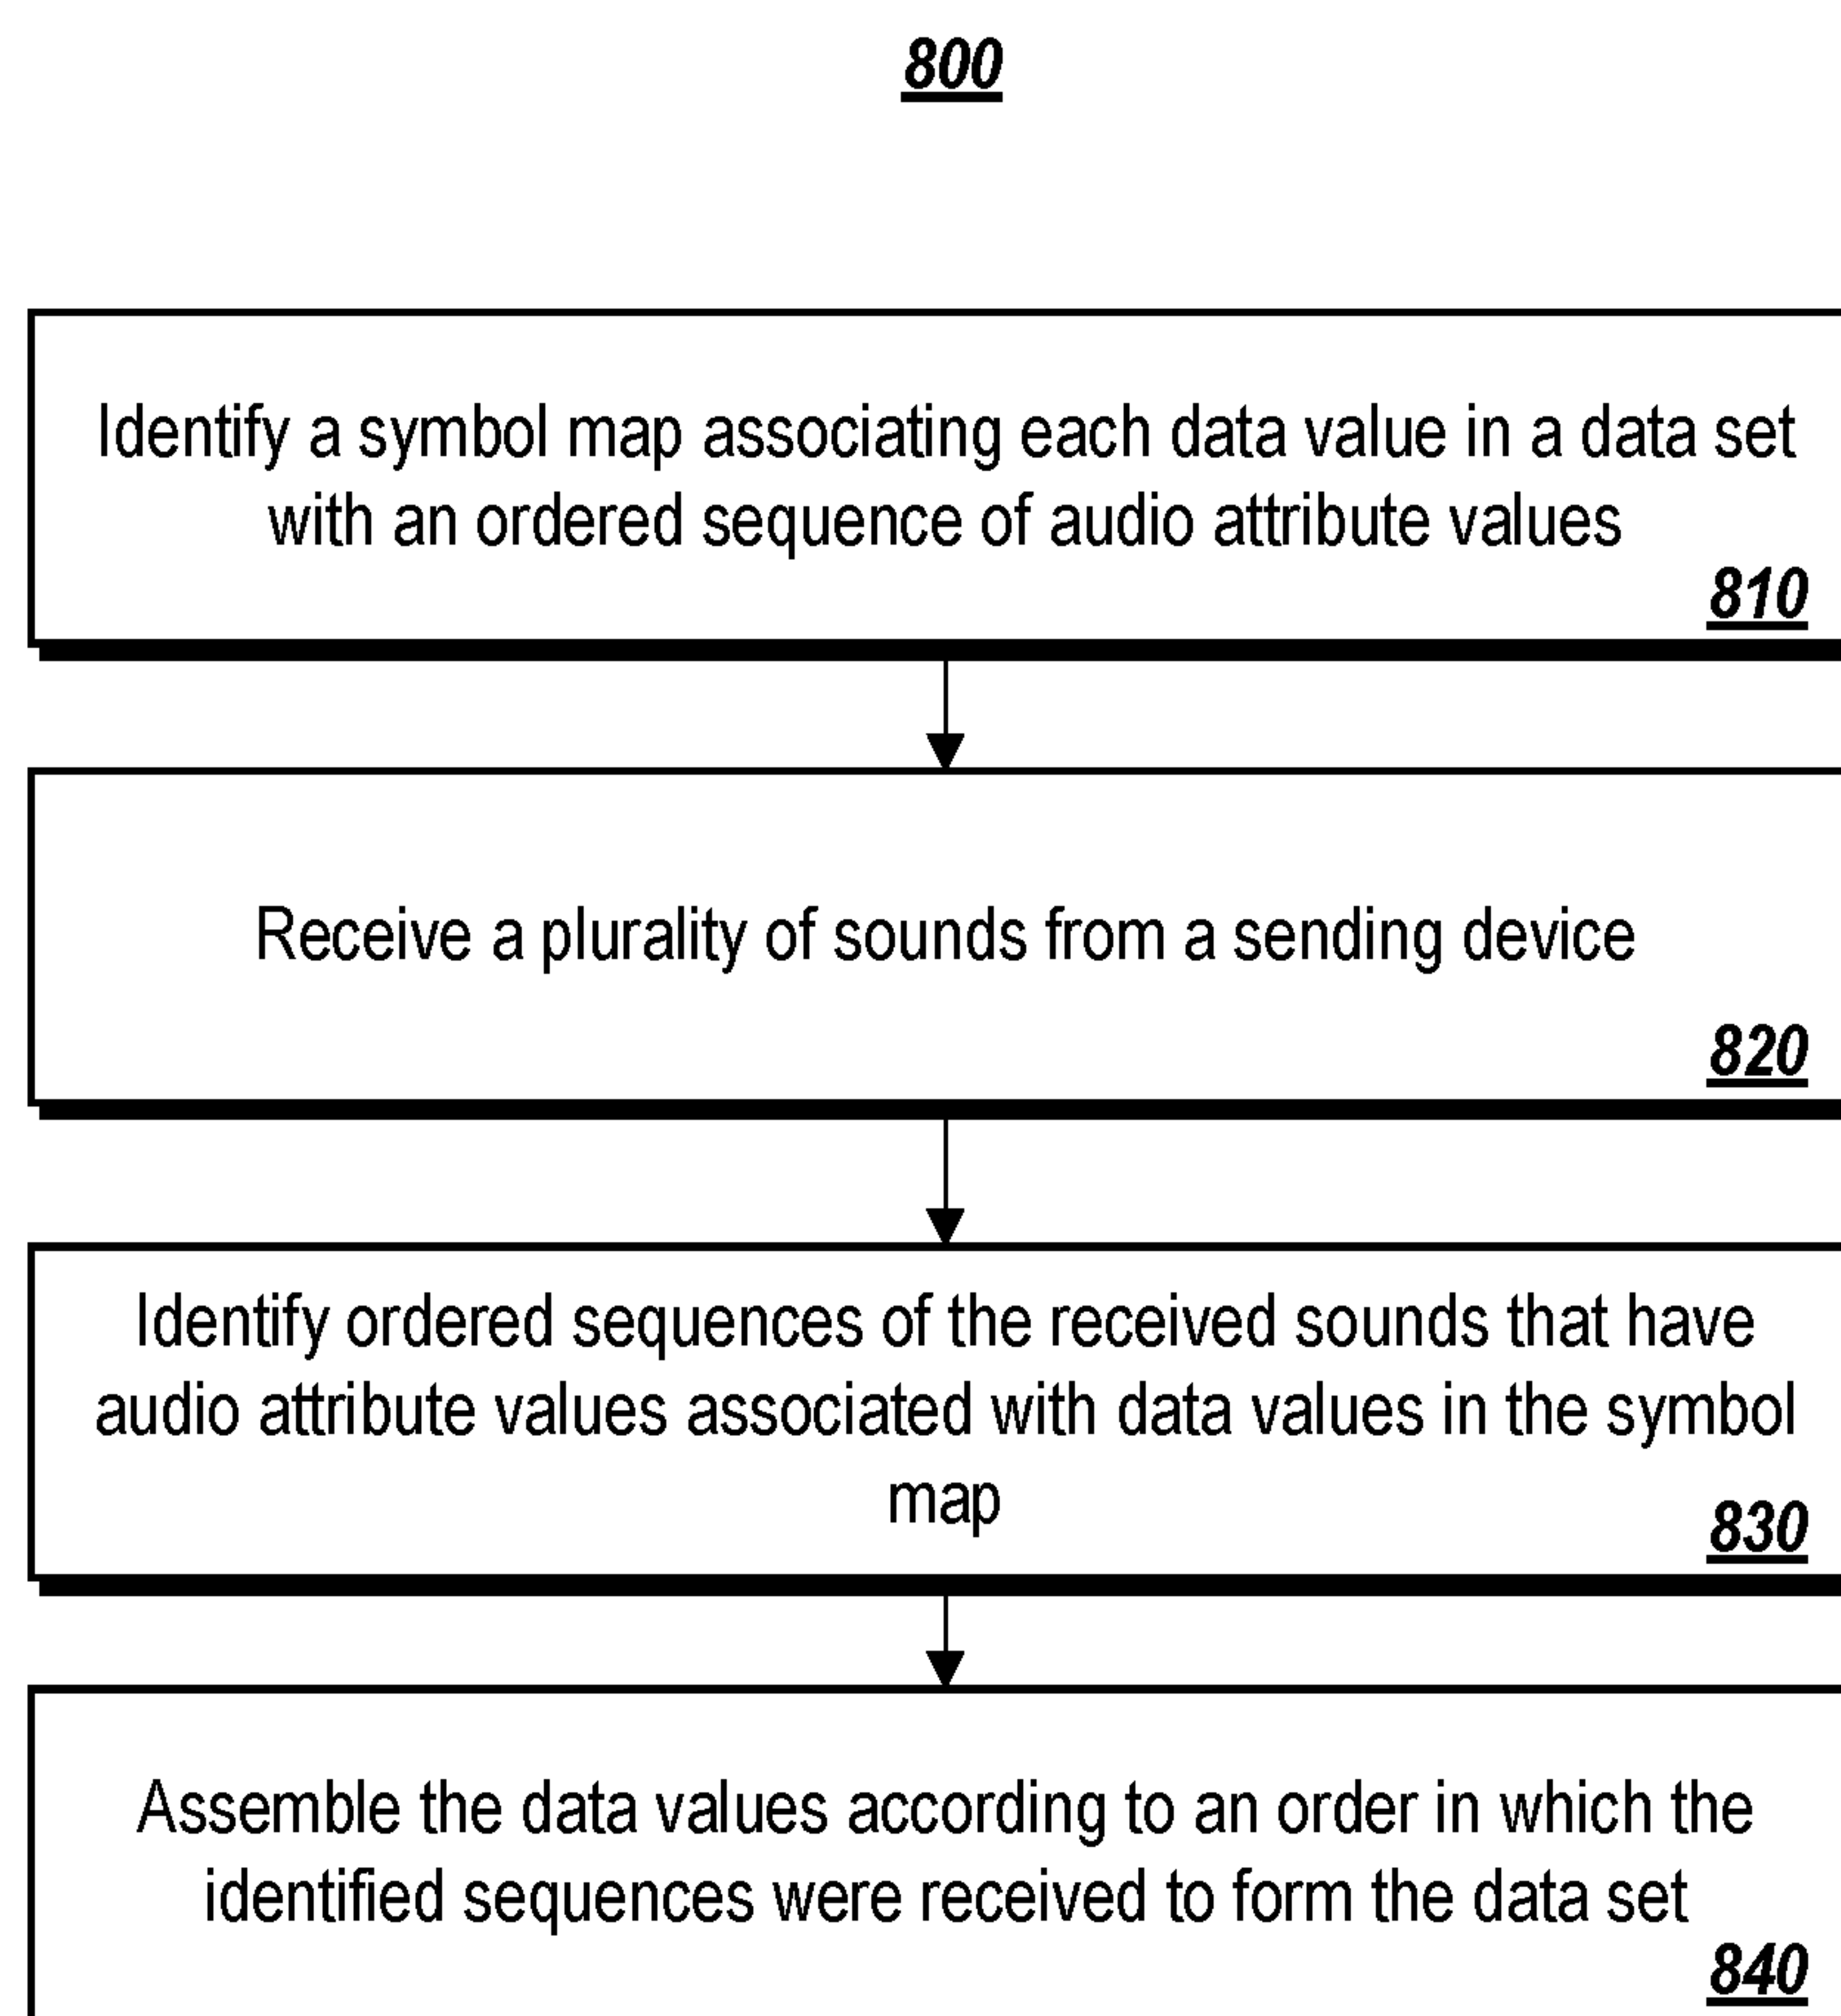 800
Identify a symbol map associating each data value in a data set
with an ordered sequence of audio attribute values
810
Receive a plurality of sounds from a sending device
820
Identify ordered sequences of the received sounds that have
audio attribute values associated with data values in the symbol
map
830
Assemble the data values according to an order in which the
identified sequences were received to form the data set
840